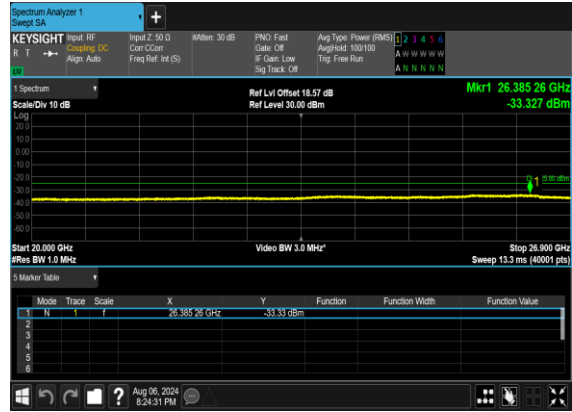 Spectrum Analyzer 1
Swept SA
+
KEYSIGHT Input: RF Input Z: 50 Ω #Atten: 30 dB PNO: Fast Avg Type: Power (RMS) 1 2 3 4 5 6
R T Coupling: DC Corr CCorr Gate: Off Avg|Hold: 100/100 A W W W W W
Align: Auto Freq Ref: Int (S) IF Gain: Low Trig: Free Run
Sig Track: Off A N N N N N
1 Spectrum Ref Lvl Offset 18.57 dB Mkr1 26.385 26 GHz
Scale/Div 10 dB Ref Level 30.00 dBm -33.327 dBm
Log
20.0
10.0
0.00
-10.0
-20.0
-30.0
-40.0
-50.0
-60.0
1
Start 20.000 GHz Video BW 3.0 MHz* Stop 26.900 GHz
#Res BW 1.0 MHz Sweep 13.3 ms (40001 pts)
5 Marker Table
Mode Trace Scale X Y Function Function Width Function Value
1 N 1 f 26.385 26 GHz -33.33 dBm
2
3
4
5
6
? Aug 06, 2024
8:24:31 PM